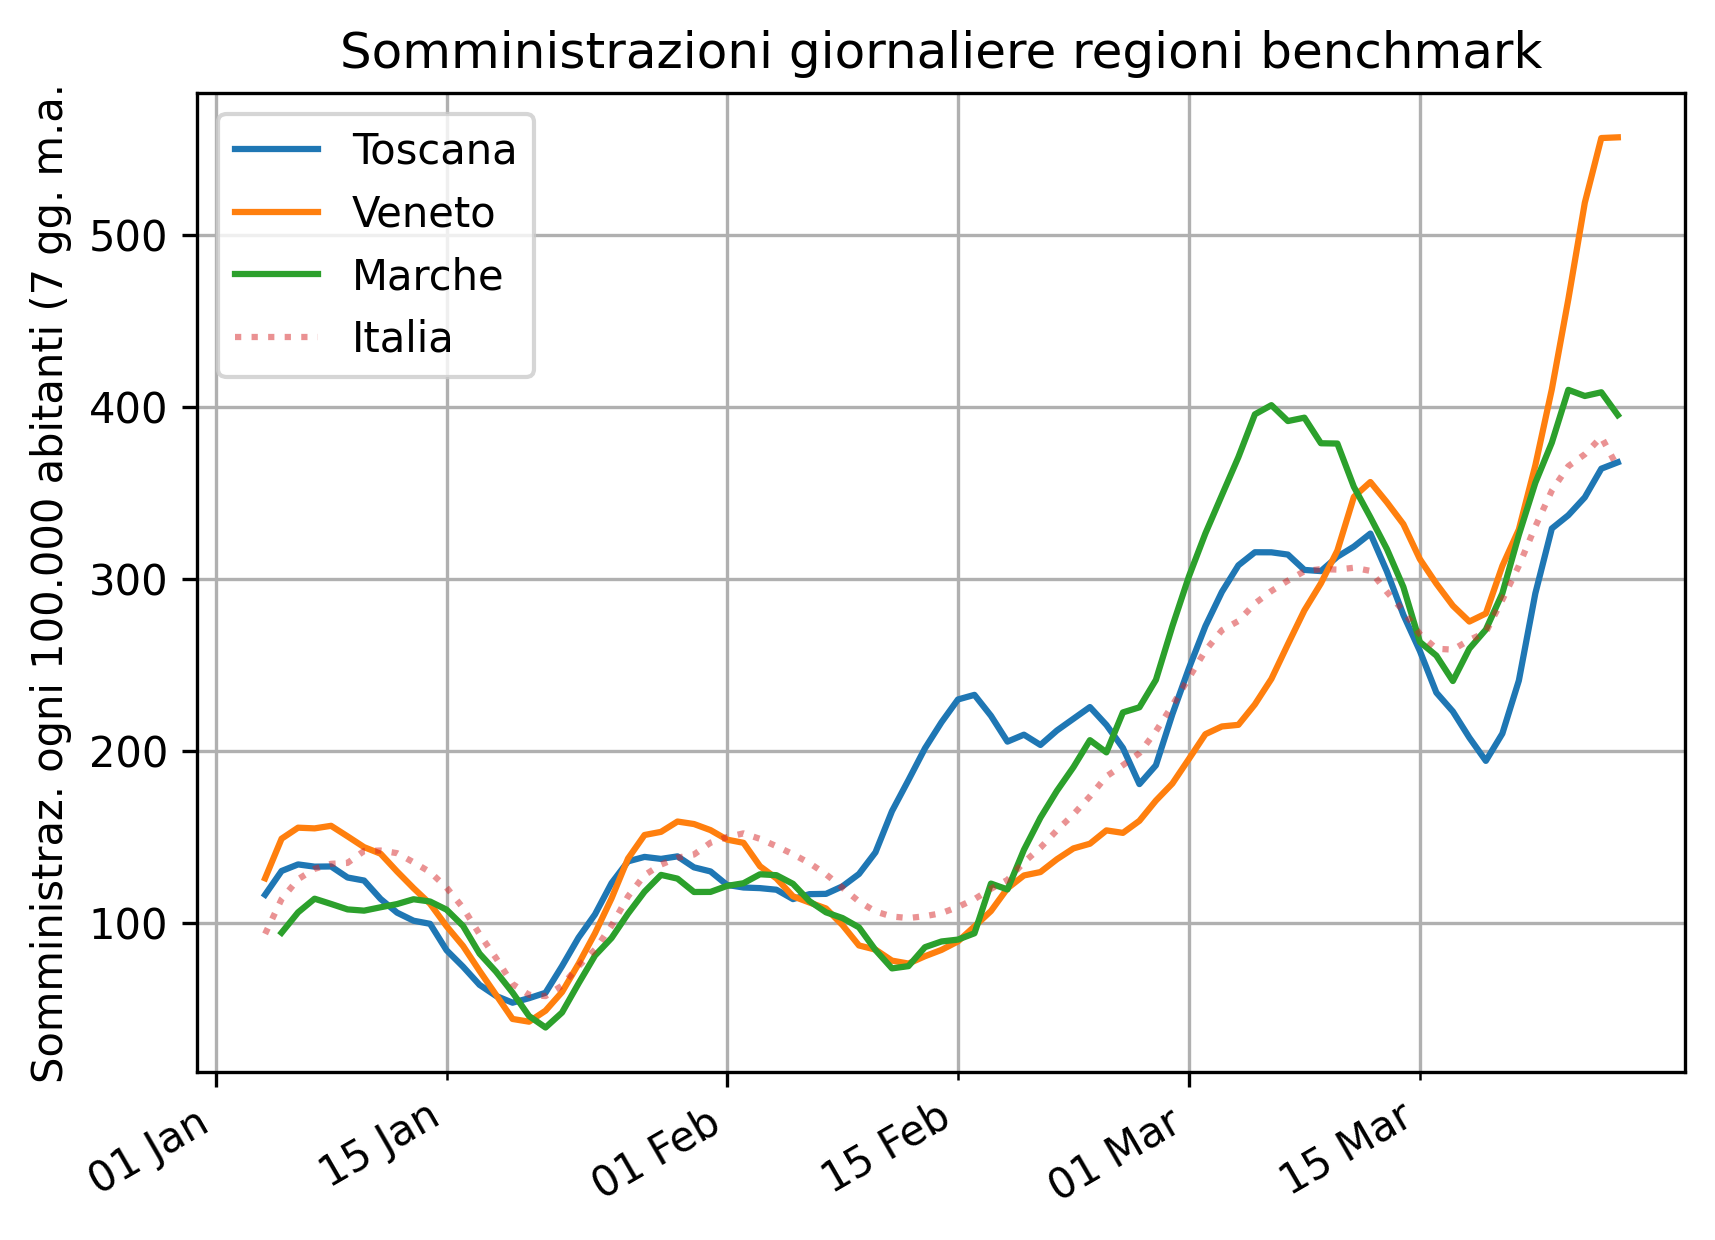 Somministrazioni giornaliere regioni benchmark
Somministraz. ogni 100.000 abitanti (7 gg. m.a.
Toscana
Veneto
Marche
Italia
500
400
300
200
100
01 Jan
15 Jan
01 Feb
15 Feb
01 Mar
15 Mar